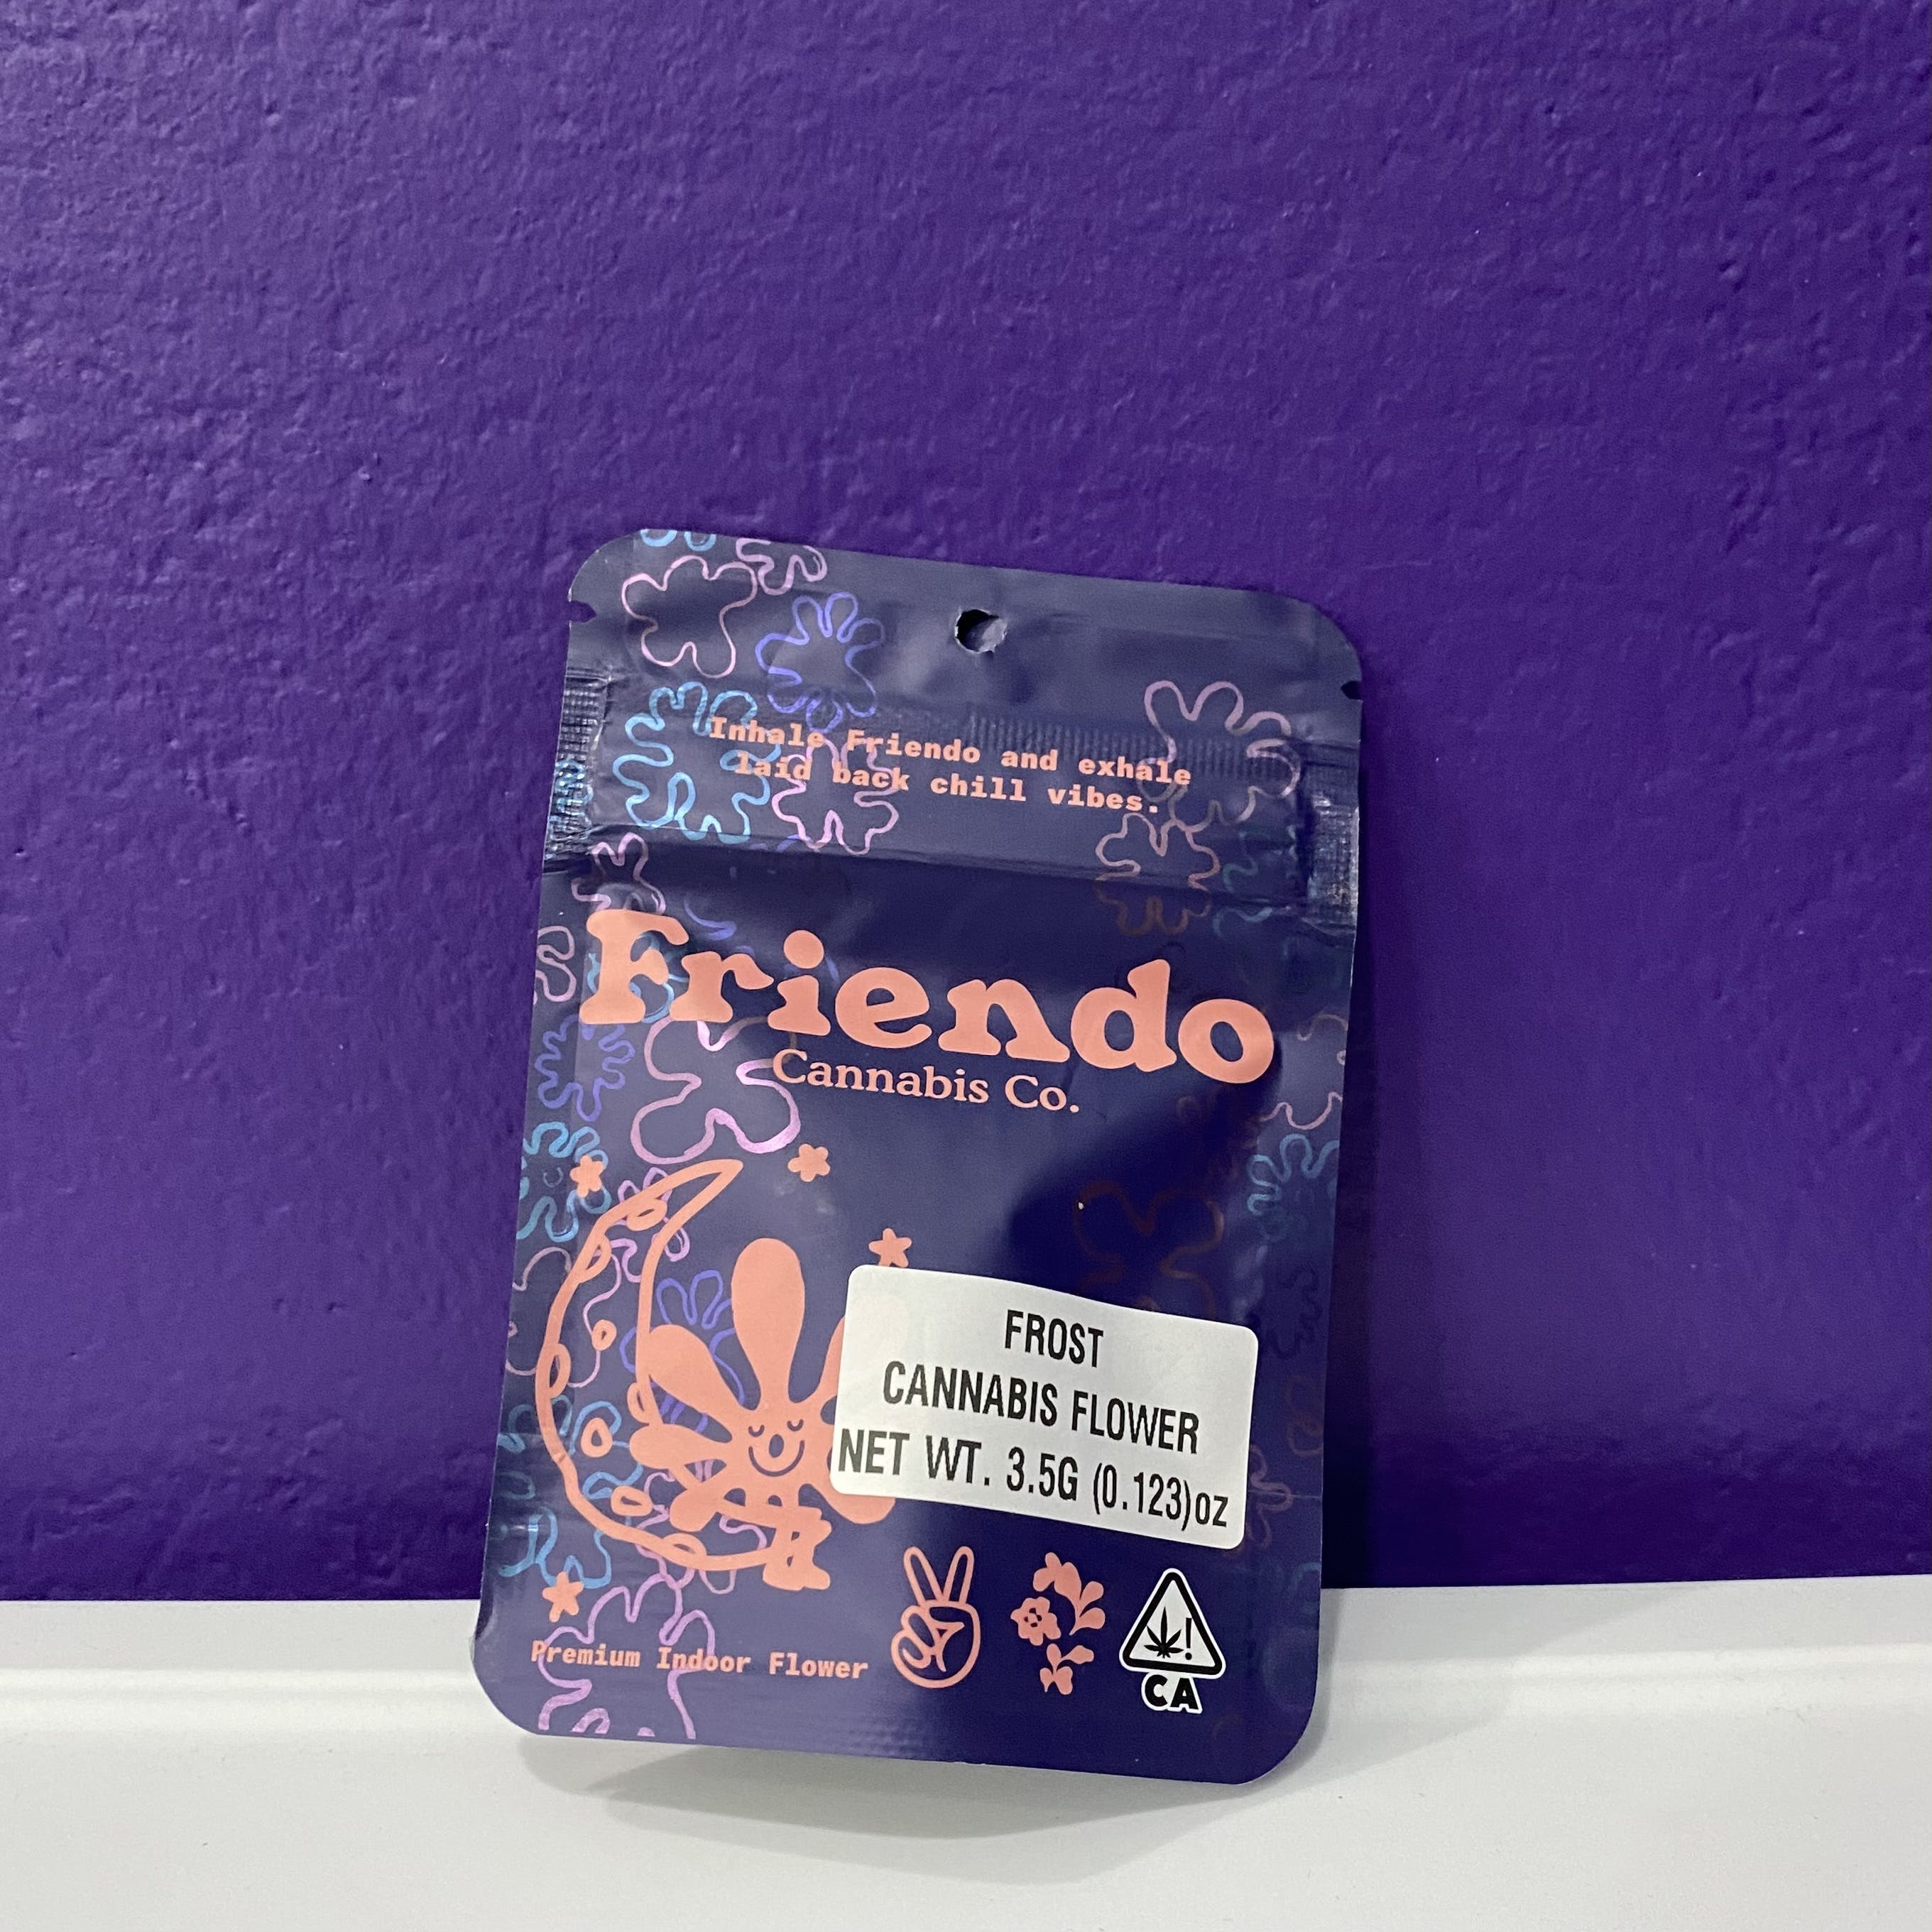 Inhale Friendo and exhale
laid back chill vibes.
Friendo
Cannabis Co.
FROST
CANNABIS FLOWER
NET WT. 3.5G (0.123)oz
Premium Indoor Flower
!
CA